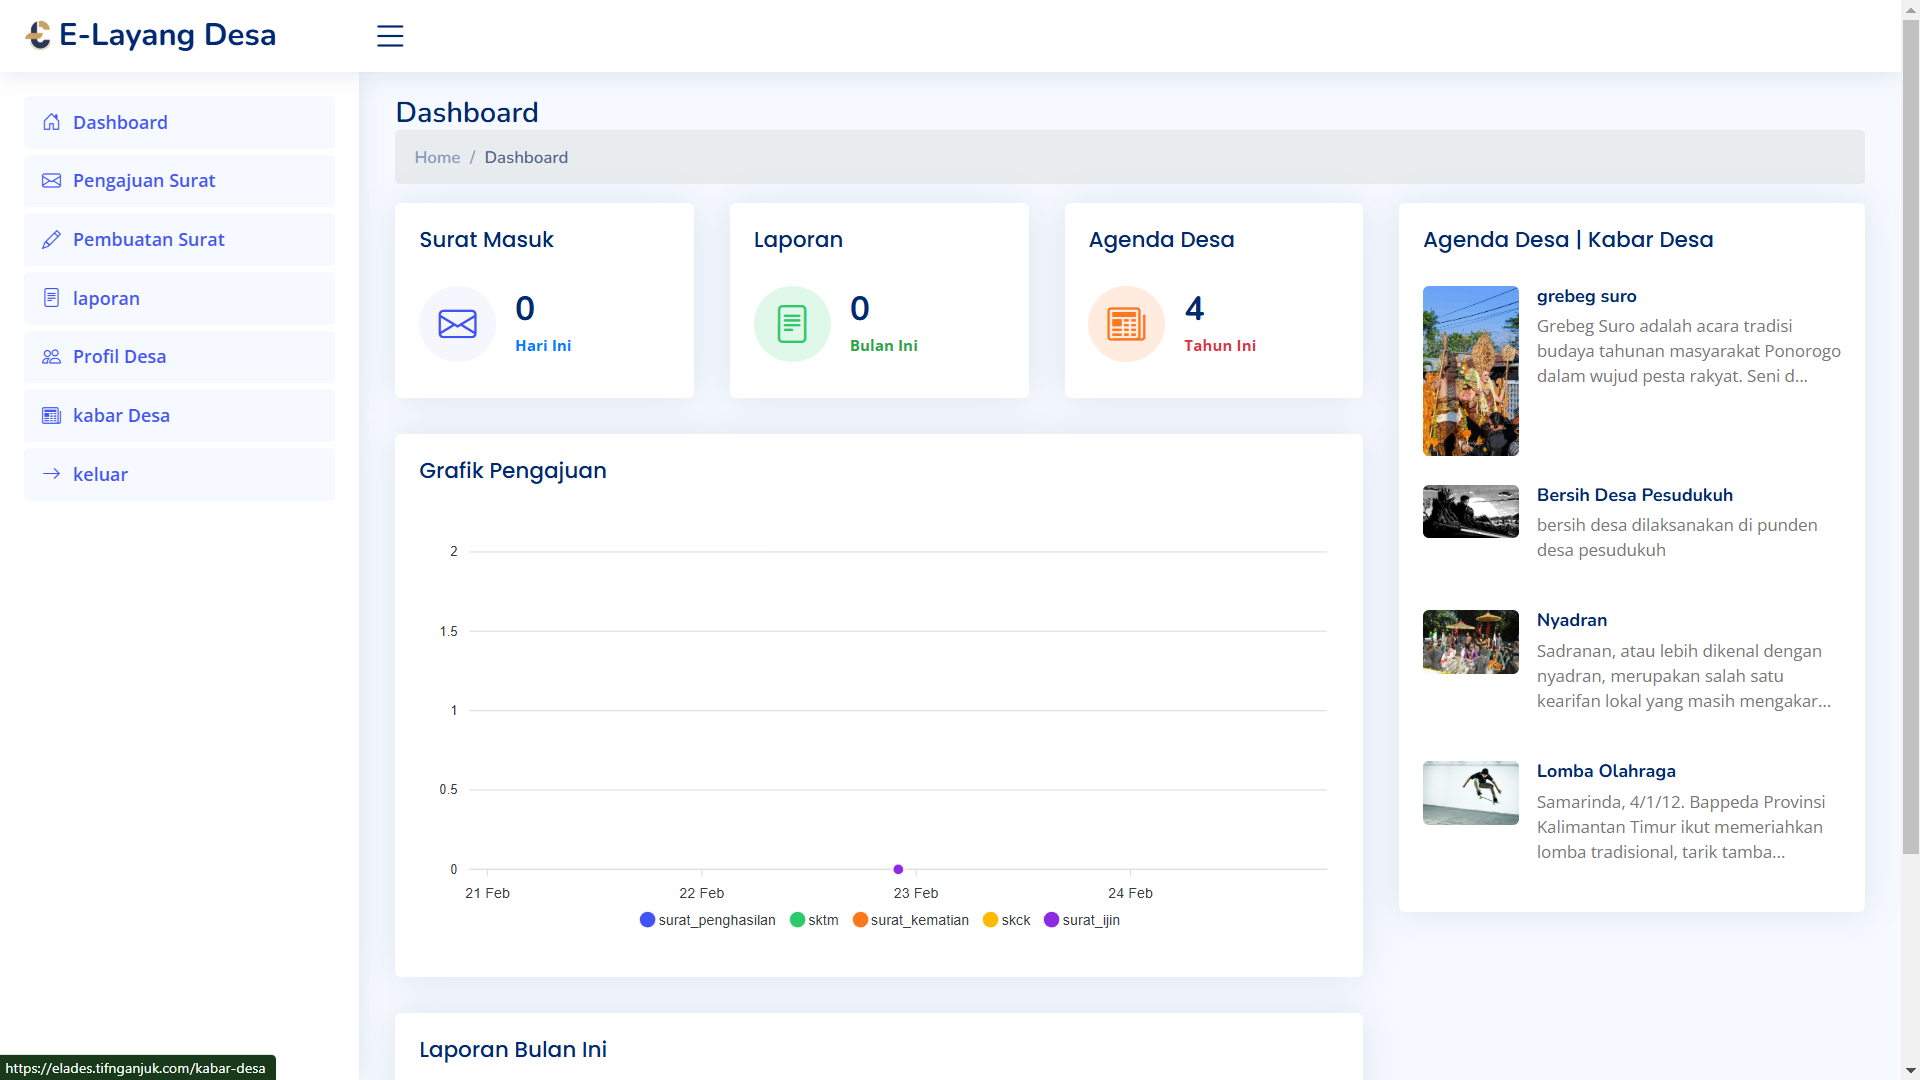 E-Layang Desa
Dashboard
Pengajuan Surat
Pembuatan Surat
laporan
Profil Desa
kabar Desa
keluar
Dashboard
Home / Dashboard
Surat Masuk
0
Hari Ini
Laporan
0
Bulan Ini
Agenda Desa
4
Tahun Ini
Grafik Pengajuan
2
1.5
1
0.5
0
21 Feb
22 Feb
23 Feb
24 Feb
surat_penghasilan
sktm
surat_kematian
skck
surat_ijin
Laporan Bulan Ini
Agenda Desa | Kabar Desa
grebeg suro
Grebeg Suro adalah acara tradisi
budaya tahunan masyarakat Ponorogo
dalam wujud pesta rakyat. Seni d...
Bersih Desa Pesudukuh
bersih desa dilaksanakan di punden
desa pesudukuh
Nyadran
Sadranan, atau lebih dikenal dengan
nyadran, merupakan salah satu
kearifan lokal yang masih mengakar...
Lomba Olahraga
Samarinda, 4/1/12. Bappeda Provinsi
Kalimantan Timur ikut memeriahkan
lomba tradisional, tarik tamba...
https://elades.tifnganjuk.com/kabar-desa